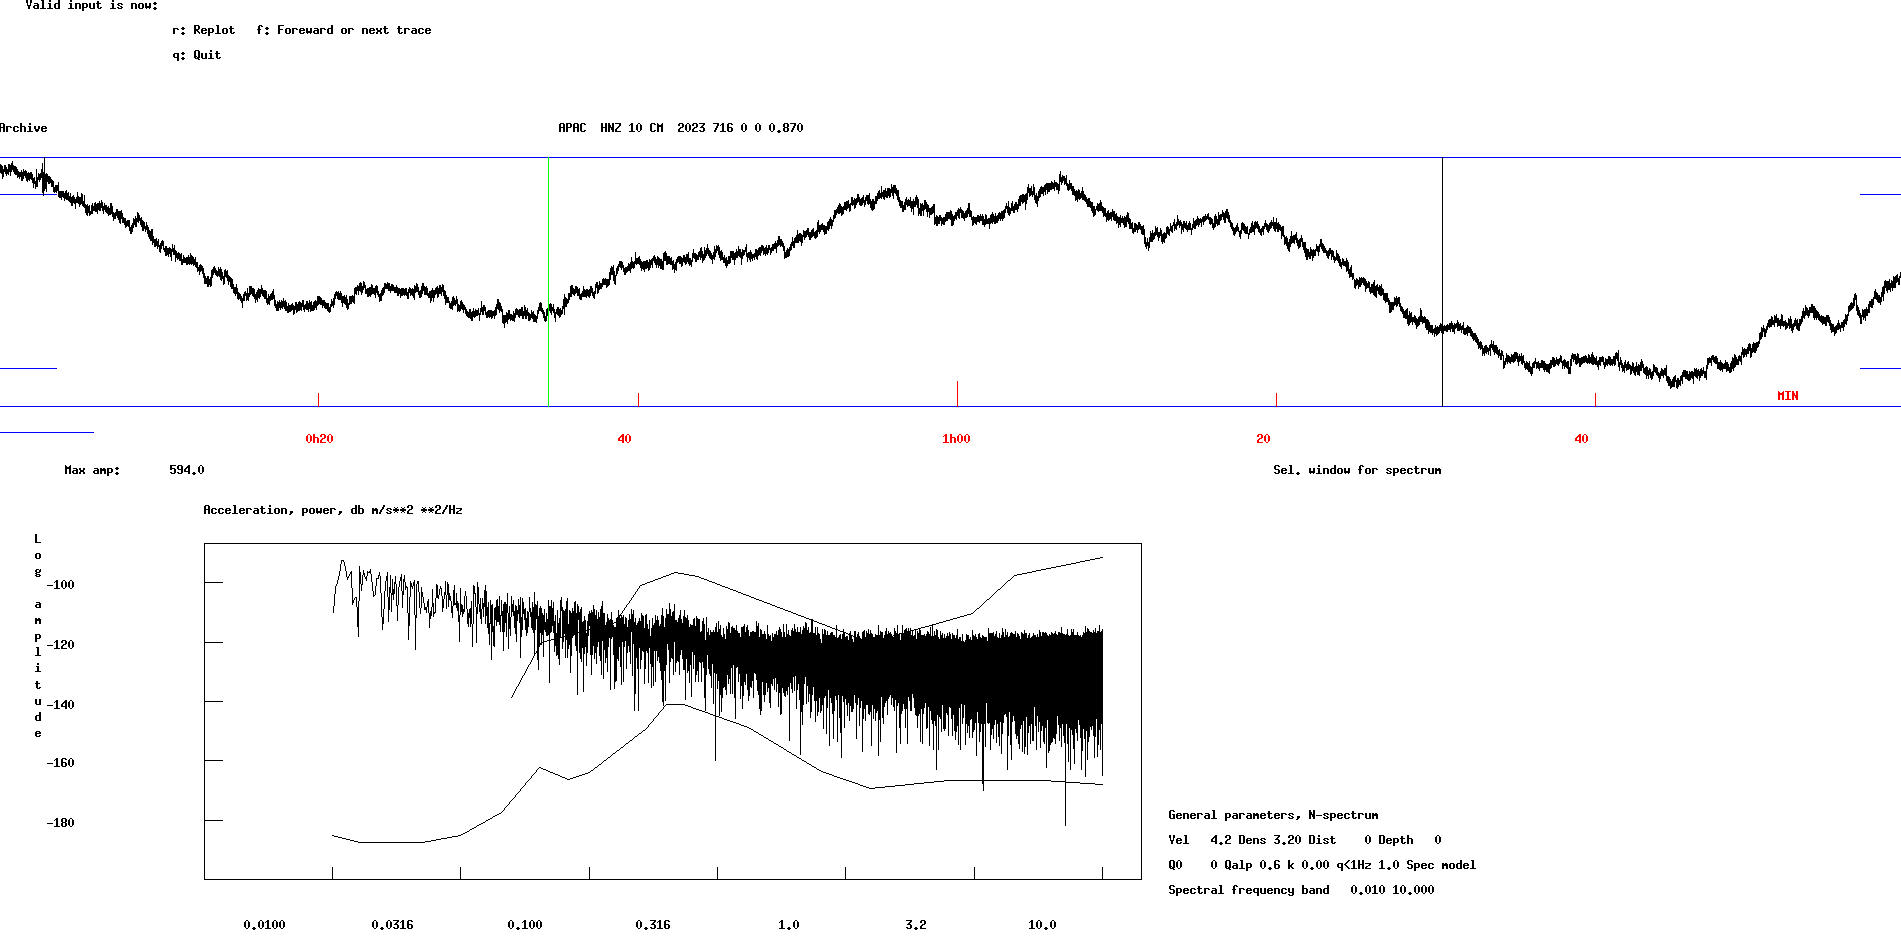 Valid input is now:
r: Replot   f: Foreward or next trace
q: Quit
Archive
APAC  HNZ 10 CM  2023 716 0 0 0.870
MIN
0h20 40 1h00 20 40
Max amp: 594.0
Sel. window for spectrum
Acceleration, power, db m/s**2 **2/Hz
Log amplitude
-100
-120
-140
-160
-180
General parameters, N-spectrum
Vel   4.2 Dens 3.20 Dist    0 Depth   0
Q0    0 Qalp 0.6 k 0.00 q<1Hz 1.0 Spec model
Spectral frequency band   0.010 10.000
0.0100 0.0316 0.100 0.316 1.0 3.2 10.0